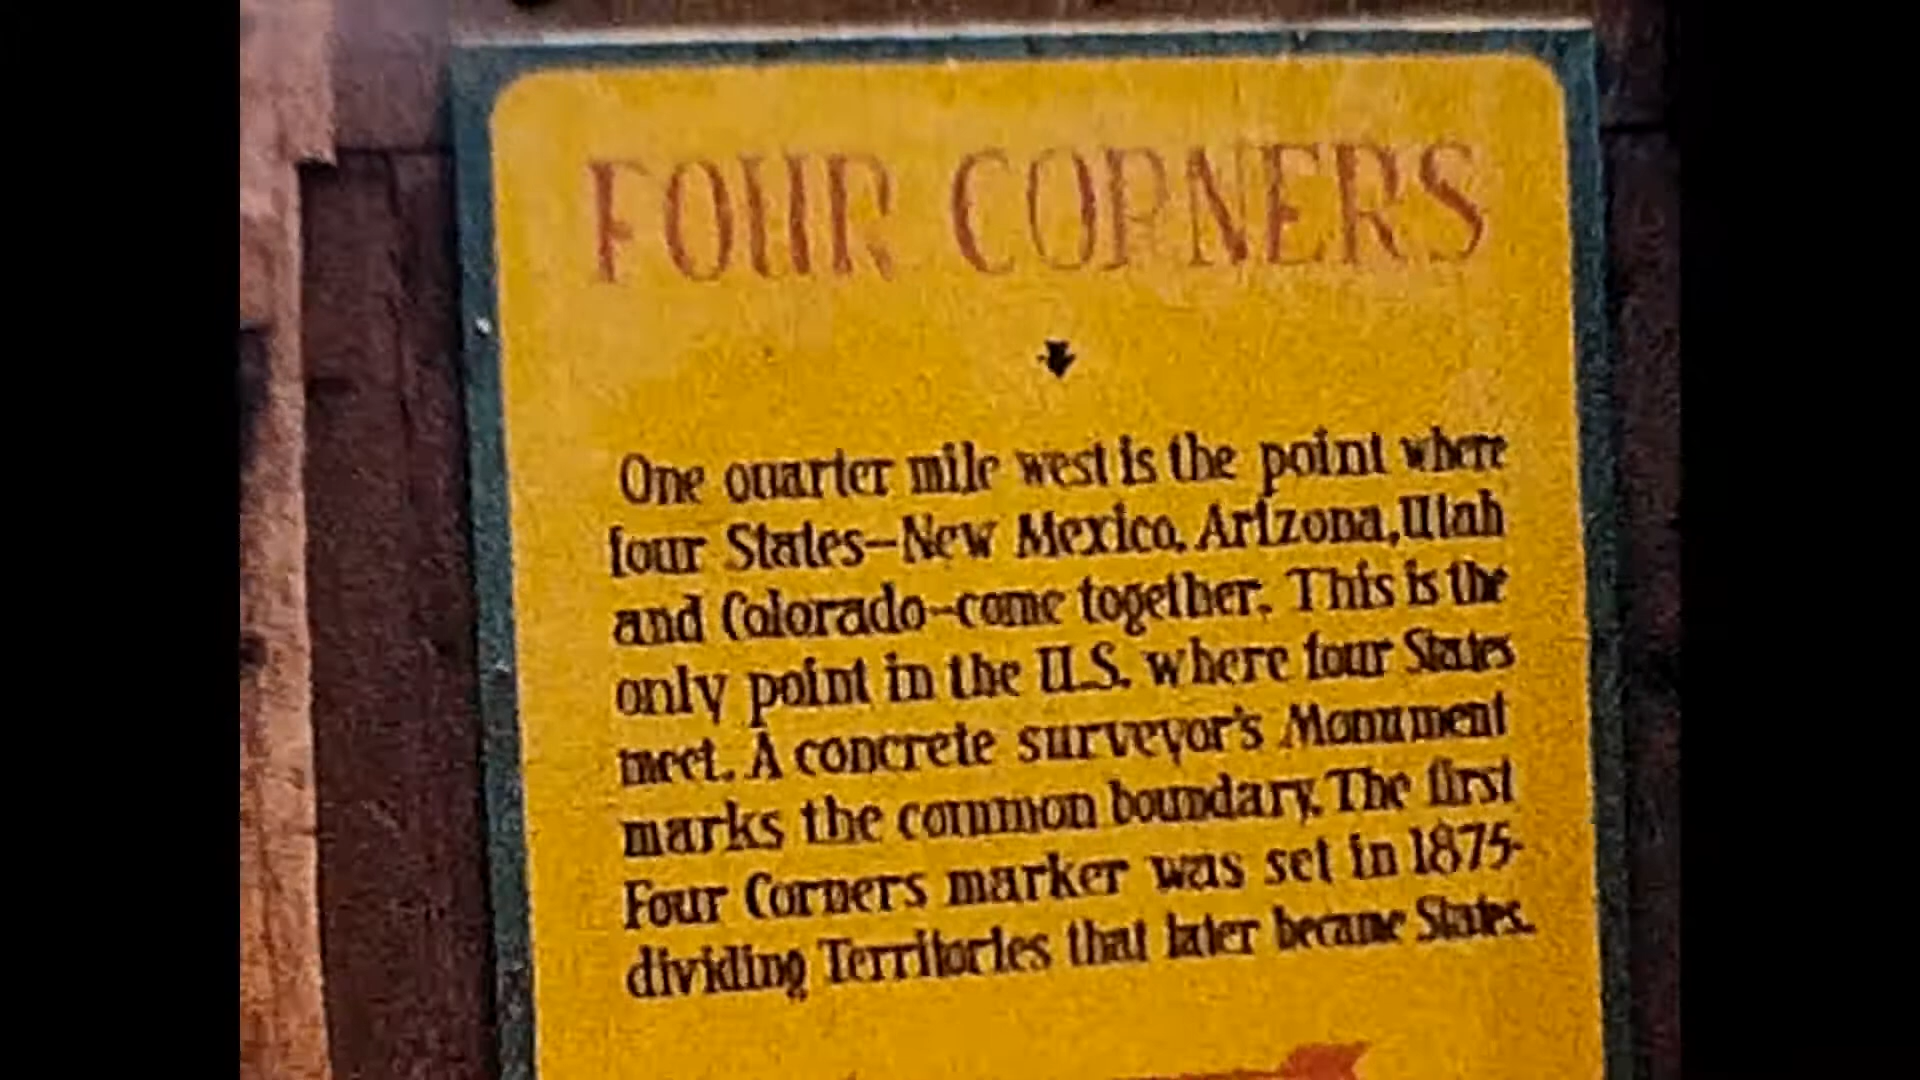 FOUR CORNERS
One quarter mile west is the point where
four States—New Mexico, Arizona, Utah
and Colorado—come together. This is the
only point in the U.S. where four States
meet. A concrete surveyor's Monument
marks the common boundary. The first
Four Corners marker was set in 1875-
dividing Territories that later became States.